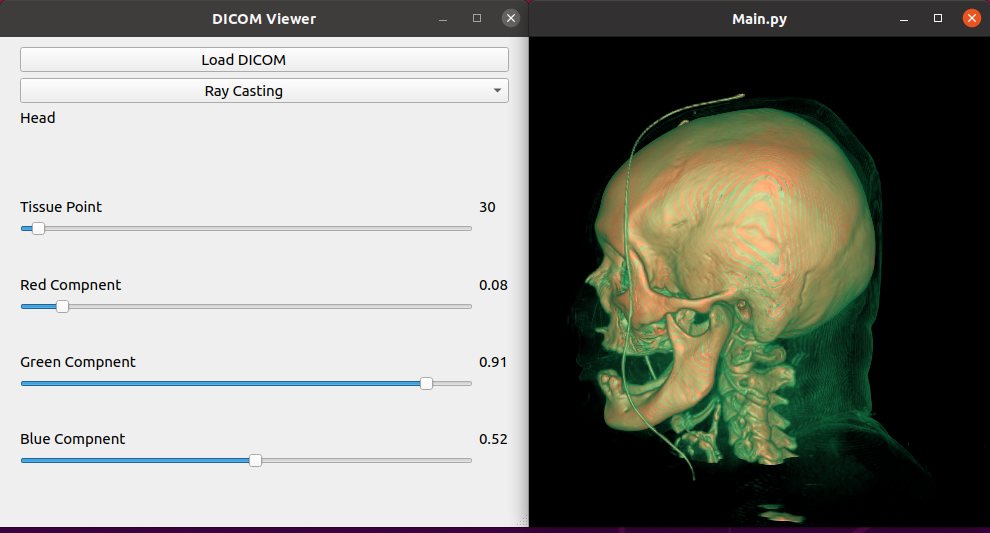 DICOM Viewer
Load DICOM
Ray Casting
Head
Tissue Point 30
Red Compnent 0.08
Green Compnent 0.91
Blue Compnent 0.52
Main.py